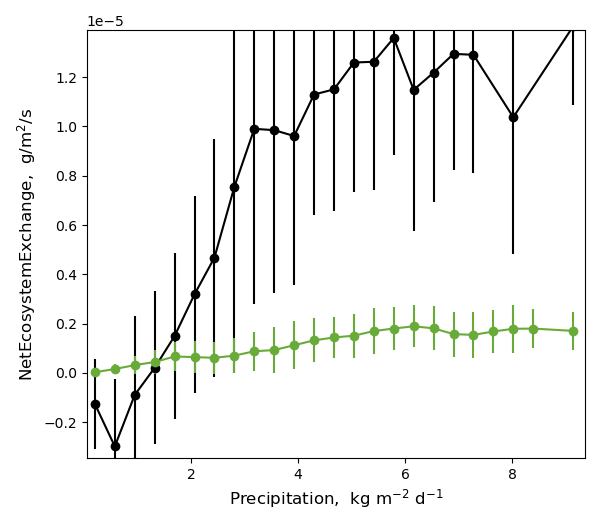 1e−5
1.2
1.0
0.8
0.6
0.4
0.2
0.0
−0.2
NetEcosystemExchange, g/m²/s
2 4 6 8
Precipitation, kg m⁻² d⁻¹